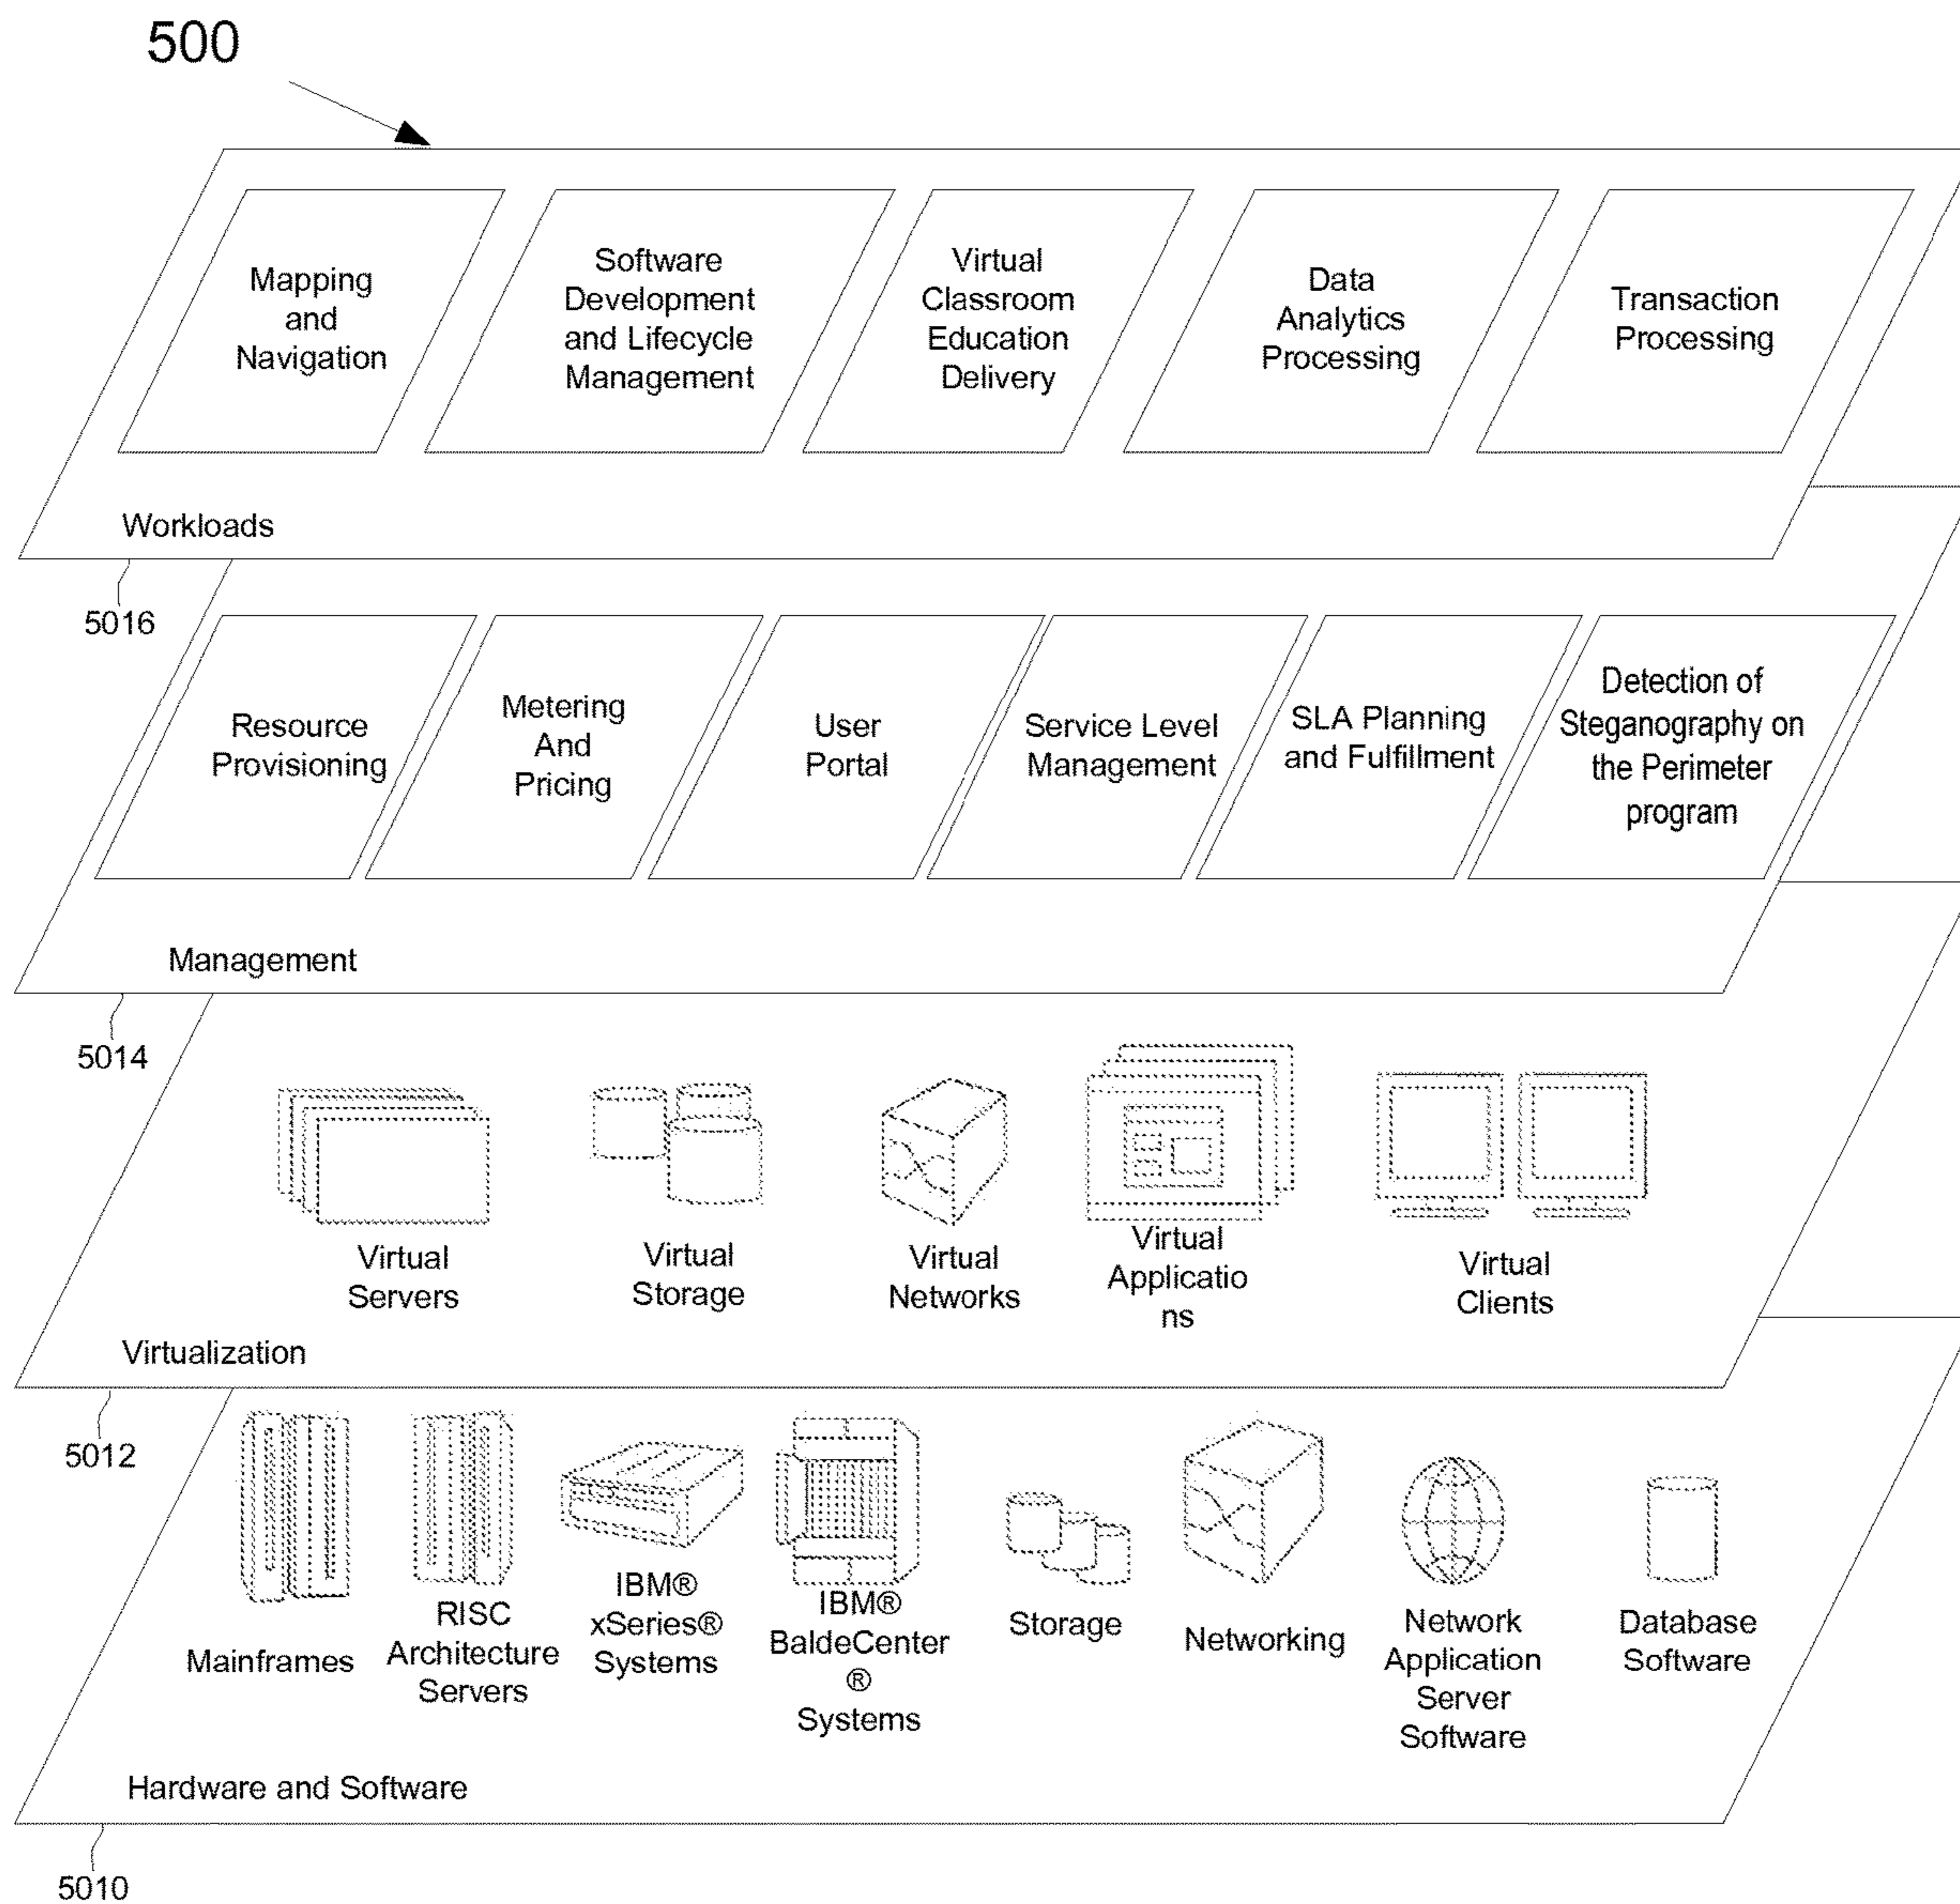 500
Mapping
and
Navigation
Software
Development
and Lifecycle
Management
Virtual
Classroom
Education
Delivery
Data
Analytics
Processing
Transaction
Processing
Workloads
5016
Resource
Provisioning
Metering
And
Pricing
User
Portal
Service Level
Management
SLA Planning
and Fulfillment
Detection of
Steganography on
the Perimeter
program
Management
5014
Virtual
Servers
Virtual
Storage
Virtual
Networks
Virtual
Applicatio
ns
Virtual
Clients
Virtualization
5012
Mainframes
RISC
Architecture
Servers
IBM®
xSeries®
Systems
IBM®
BaldeCenter
®
Systems
Storage
Networking
Network
Application
Server
Software
Database
Software
Hardware and Software
5010